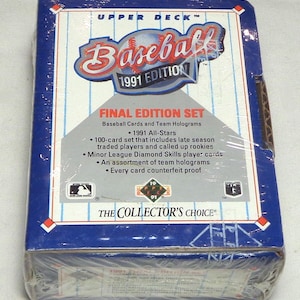 UPPER DECK™
Baseball
1991 EDITION
FINAL EDITION SET
Baseball Cards and Team Holograms
• 1991 All-Stars
• 100-card set that includes late season
traded players and called up rookies
• Minor League Diamond Skills player cards
• An assortment of team holograms
• Every card counterfeit proof
THE COLLECTOR'S CHOICE